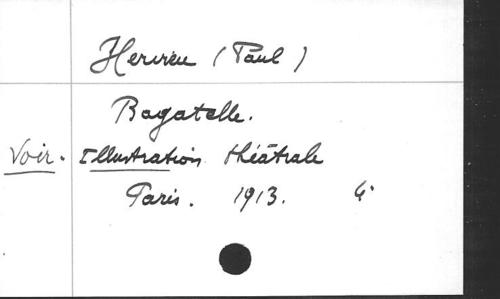 Hervieu (Paul)
Bagatelle.
Voir. Illustration théâtrale
Paris. 1913. 4°